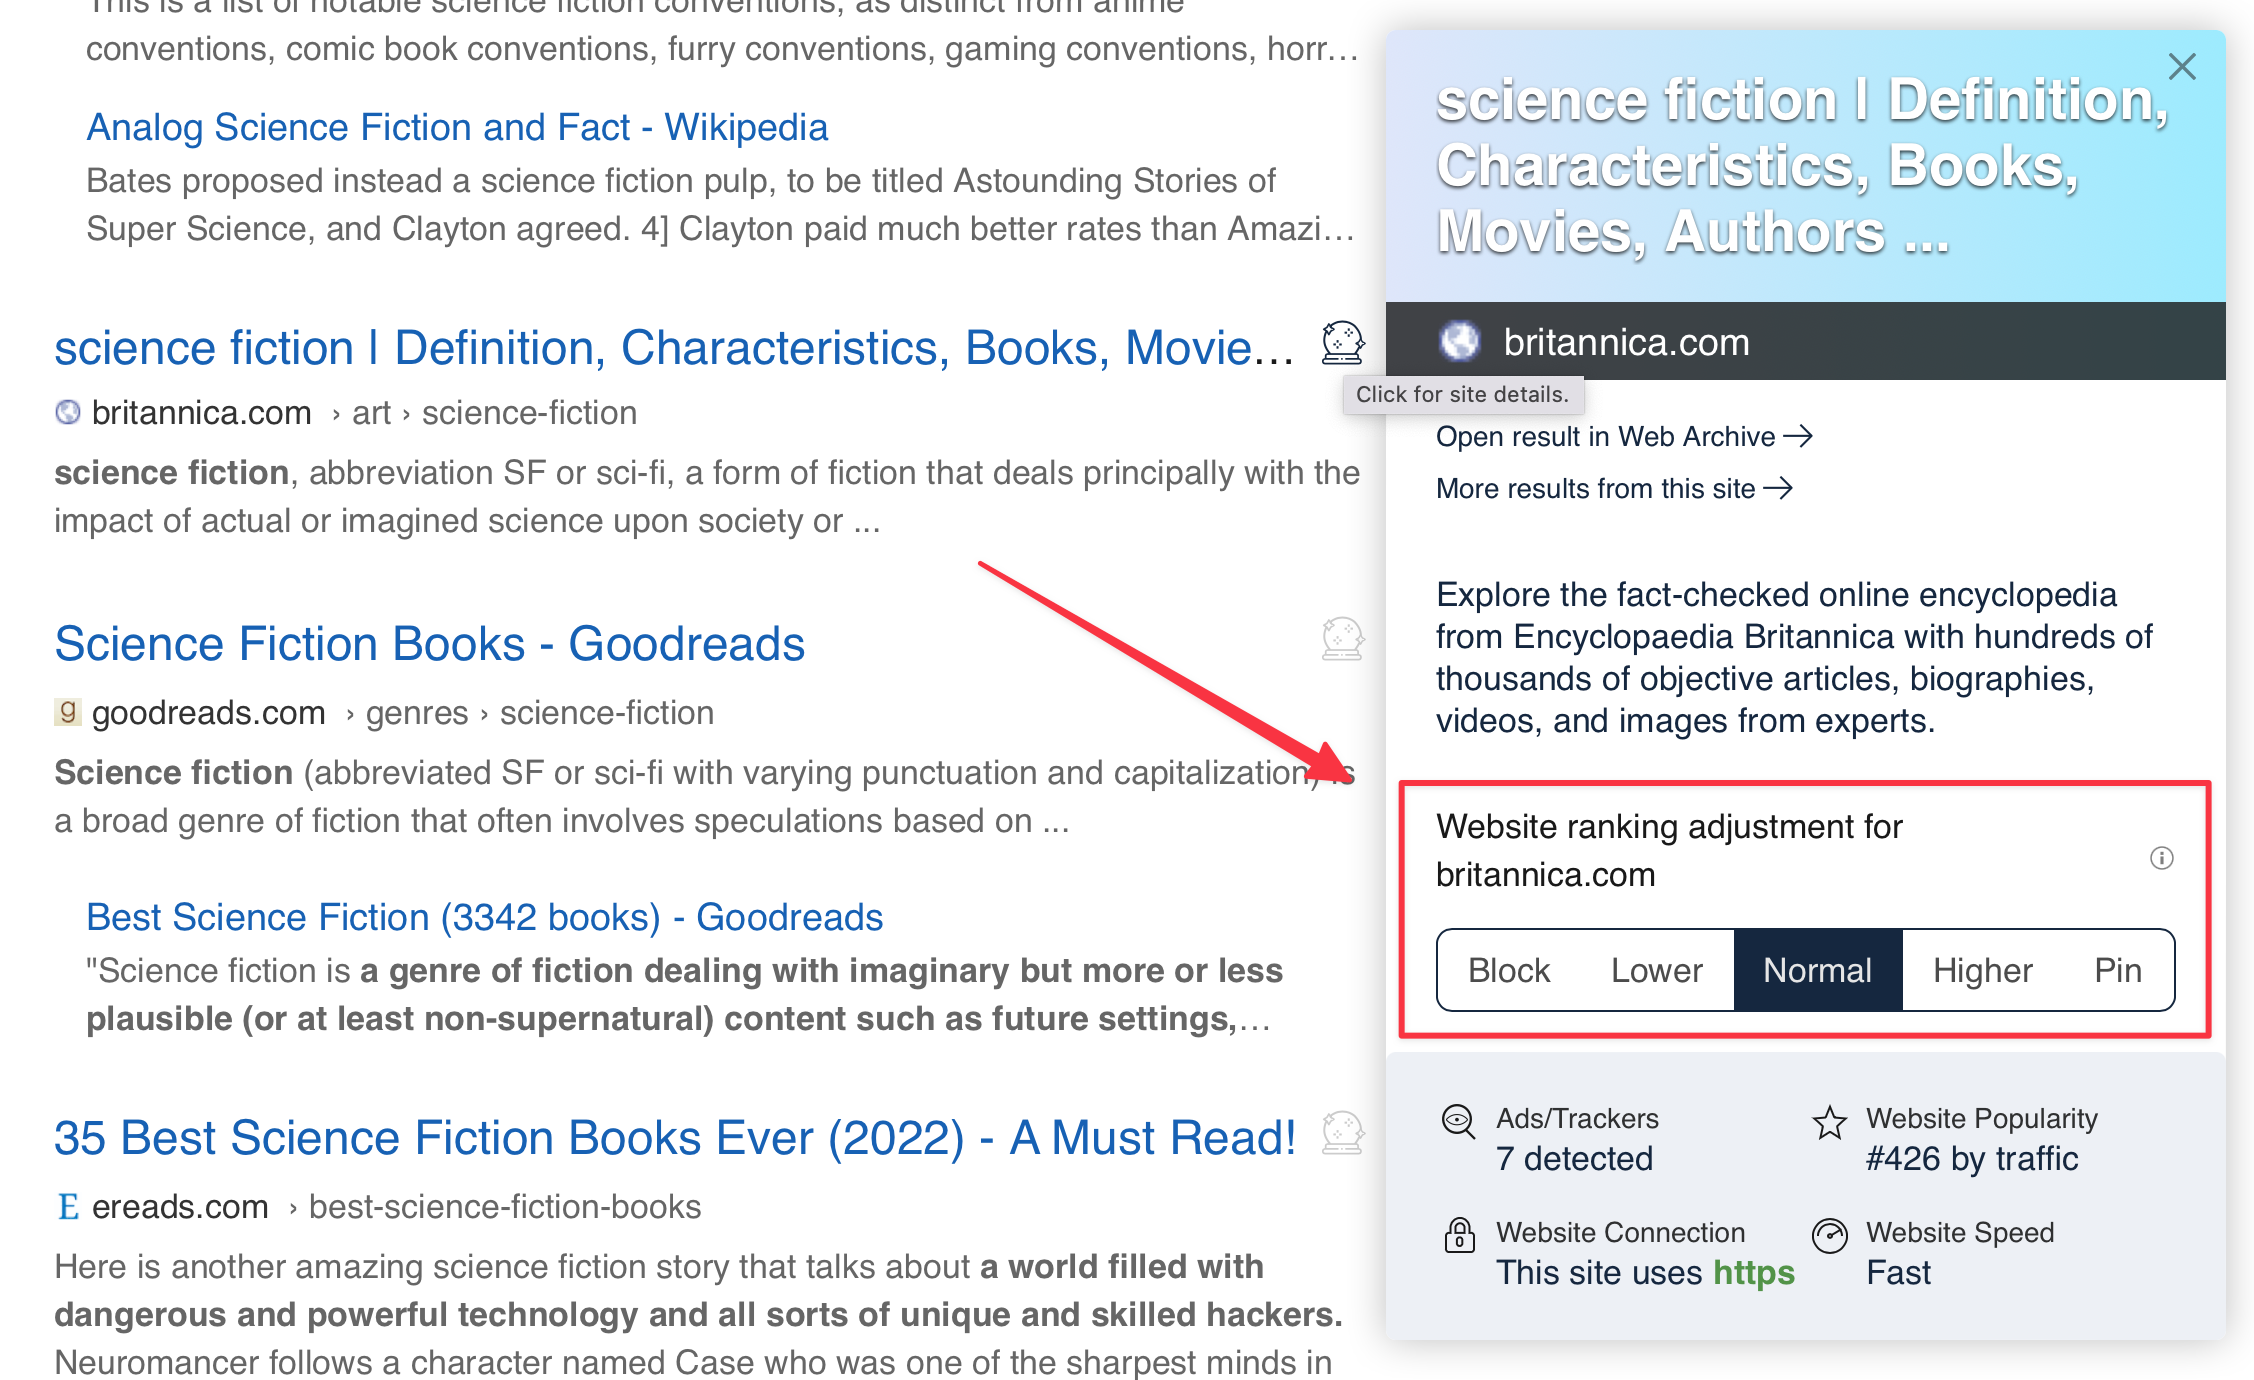 This is a list of notable science fiction conventions, as distinct from anime
conventions, comic book conventions, furry conventions, gaming conventions, horr...
Analog Science Fiction and Fact - Wikipedia
Bates proposed instead a science fiction pulp, to be titled Astounding Stories of
Super Science, and Clayton agreed. 4] Clayton paid much better rates than Amazi...
science fiction | Definition, Characteristics, Books, Movie...
britannica.com › art › science-fiction
science fiction, abbreviation SF or sci-fi, a form of fiction that deals principally with the
impact of actual or imagined science upon society or ...
Science Fiction Books - Goodreads
g goodreads.com › genres › science-fiction
Science fiction (abbreviated SF or sci-fi with varying punctuation and capitalization) is
a broad genre of fiction that often involves speculations based on ...
Best Science Fiction (3342 books) - Goodreads
"Science fiction is a genre of fiction dealing with imaginary but more or less
plausible (or at least non-supernatural) content such as future settings,...
35 Best Science Fiction Books Ever (2022) - A Must Read!
E ereads.com › best-science-fiction-books
Here is another amazing science fiction story that talks about a world filled with
dangerous and powerful technology and all sorts of unique and skilled hackers.
Neuromancer follows a character named Case who was one of the sharpest minds in
science fiction | Definition,
Characteristics, Books,
Movies, Authors ...
britannica.com
Click for site details.
Open result in Web Archive →
More results from this site →
Explore the fact-checked online encyclopedia
from Encyclopaedia Britannica with hundreds of
thousands of objective articles, biographies,
videos, and images from experts.
Website ranking adjustment for
britannica.com
Block Lower Normal Higher Pin
Ads/Trackers
7 detected
Website Popularity
#426 by traffic
Website Connection
This site uses https
Website Speed
Fast